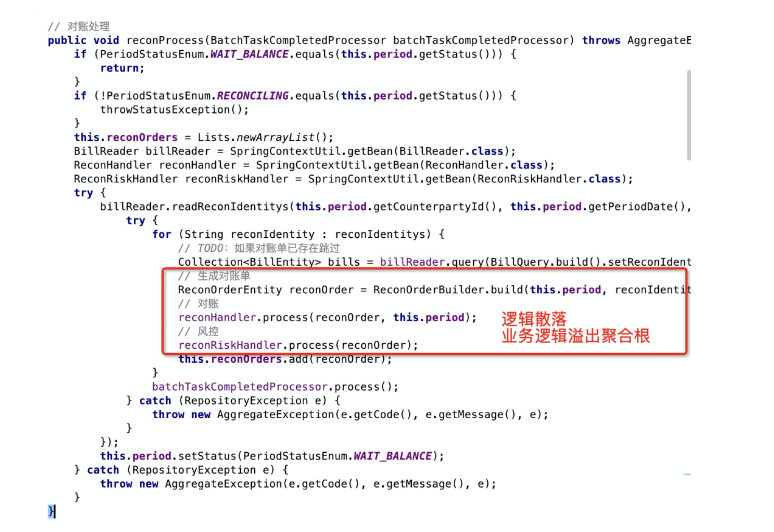 // 对账处理
public void reconProcess(BatchTaskCompletedProcessor batchTaskCompletedProcessor) throws AggregateE
if (PeriodStatusEnum.WAIT_BALANCE.equals(this.period.getStatus())) {
return;
}
if (!PeriodStatusEnum.RECONCILING.equals(this.period.getStatus())) {
throwStatusException();
}
this.reconOrders = Lists.newArrayList();
BillReader billReader = SpringContextUtil.getBean(BillReader.class);
ReconHandler reconHandler = SpringContextUtil.getBean(ReconHandler.class);
ReconRiskHandler reconRiskHandler = SpringContextUtil.getBean(ReconRiskHandler.class);
try {
billReader.readReconIdentitys(this.period.getCounterpartyId(), this.period.getPeriodDate(),
try {
for (String reconIdentity : reconIdentitys) {
// TODO: 如果对账单已存在跳过
Collection<BillEntity> bills = billReader.query(BillQuery.build().setReconIdent
// 生成对账单
ReconOrderEntity reconOrder = ReconOrderBuilder.build(this.period, reconIdentit
// 对账
reconHandler.process(reconOrder, this.period);
逻辑散落
// 风控
业务逻辑溢出聚合根
reconRiskHandler.process(reconOrder);
this.reconOrders.add(reconOrder);
}
batchTaskCompletedProcessor.process();
} catch (RepositoryException e) {
throw new AggregateException(e.getCode(), e.getMessage(), e);
}
});
this.period.setStatus(PeriodStatusEnum.WAIT_BALANCE);
} catch (RepositoryException e) {
throw new AggregateException(e.getCode(), e.getMessage(), e);
}
}